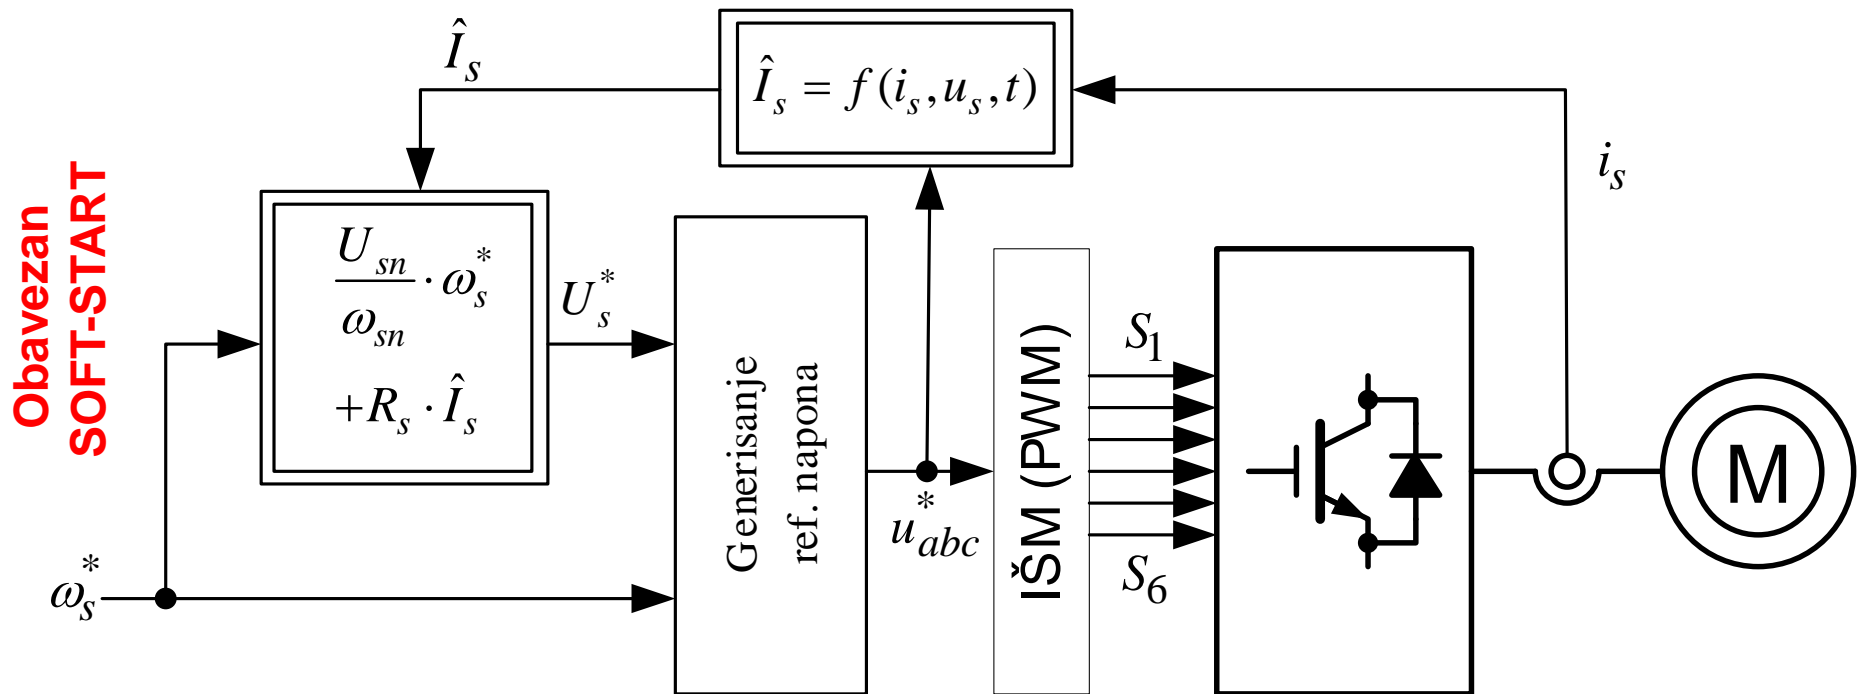 Obavezan
SOFT-START
Î_s
Î_s = f(i_s, u_s, t)
i_s
U_sn
ω_sn
· ω_s^*
+R_s · Î_s
U_s^*
ω_s^*
Generisanje
ref. napona
u_abc^*
IŠM (PWM)
S_1
S_6
M